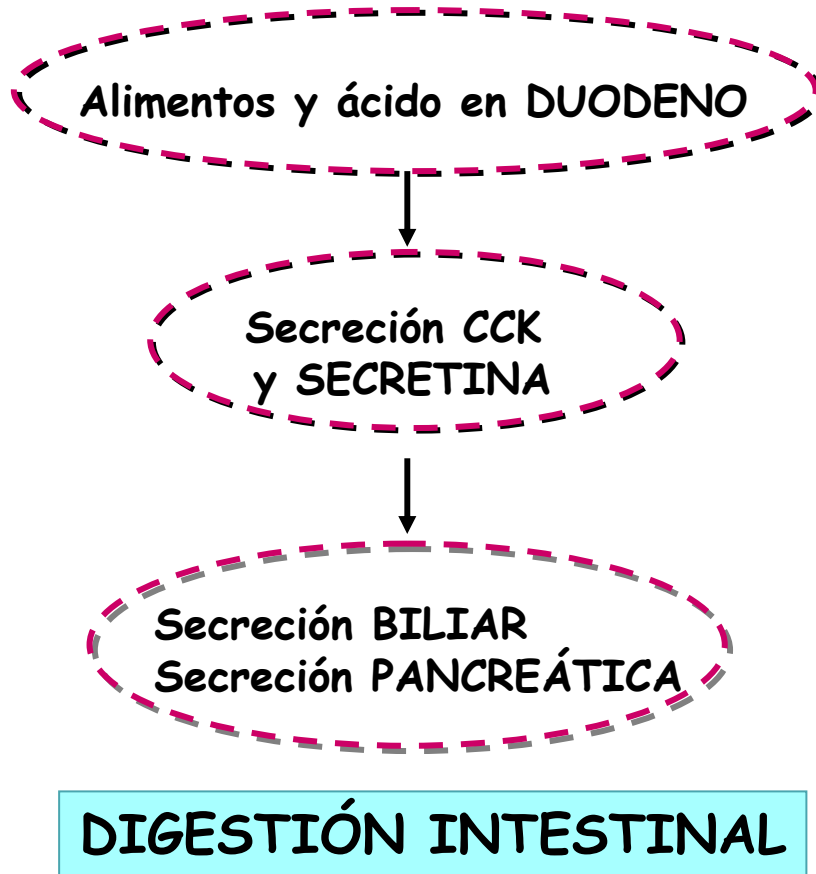 Alimentos y ácido en DUODENO
Secreción CCK
y SECRETINA
Secreción BILIAR
Secreción PANCREÁTICA
DIGESTIÓN INTESTINAL